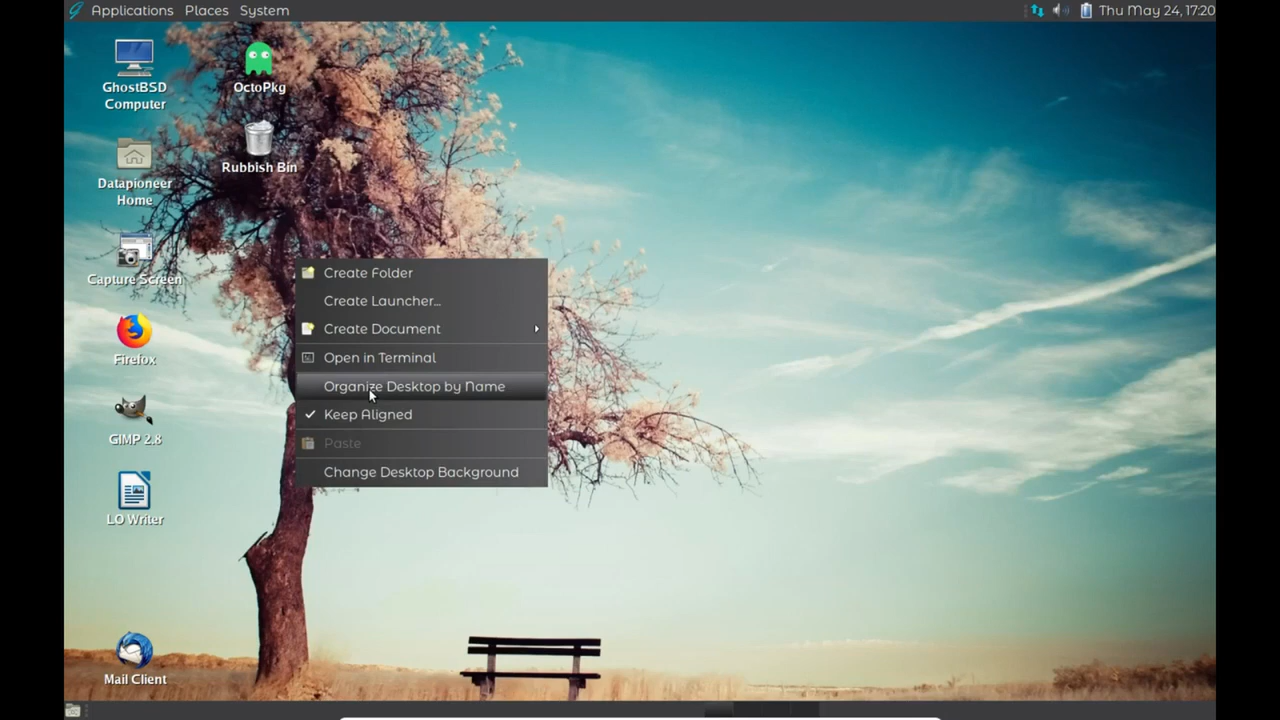 Applications Places System
Thu May 24, 17:20
GhostBSD
Computer
OctoPkg
Datapioneer
Home
Rubbish Bin
Capture Screen
Firefox
GIMP 2.8
LO Writer
Mail Client
Create Folder
Create Launcher...
Create Document
Open in Terminal
Organize Desktop by Name
Keep Aligned
Paste
Change Desktop Background